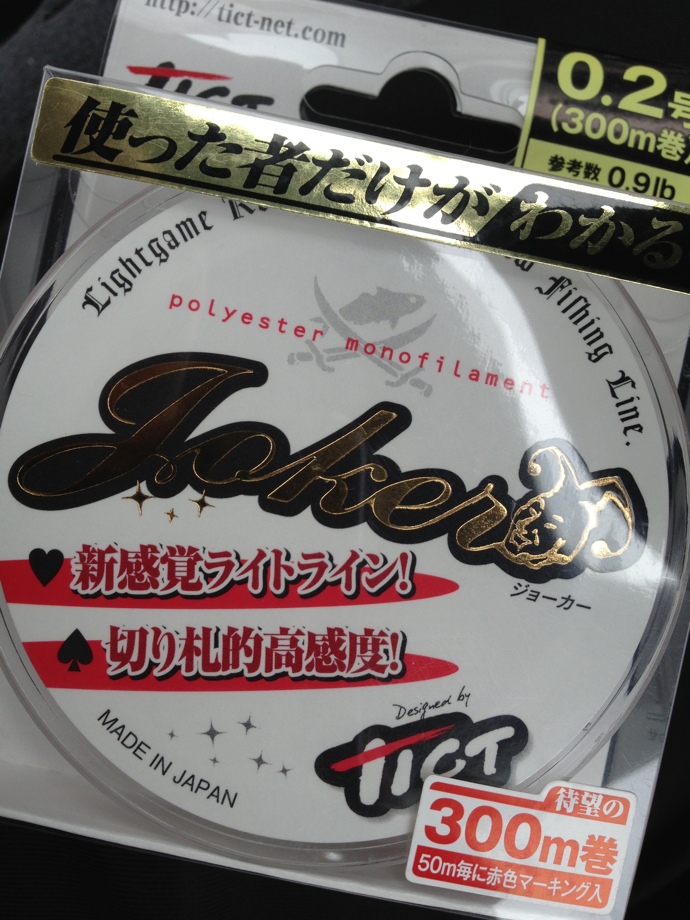 http://tict-net.com
TICT
0.2号
(300m巻)
参考数 0.9lb
使った者だけがわかる
Lightgame
Fishing Line.
polyester monofilament
Joker
ジョーカー
新感覚ライトライン!
切り札的高感度!
Designed by
TICT
MADE IN JAPAN
待望の
300m巻
50m毎に赤色マーキング入